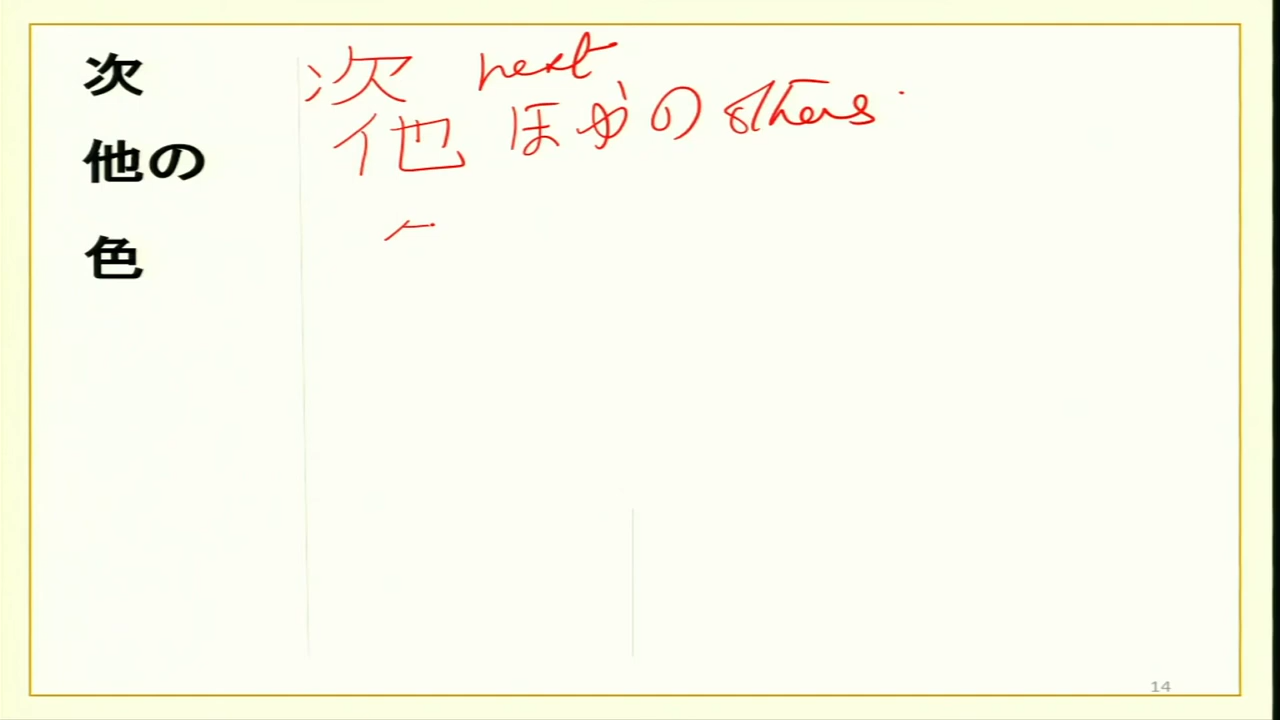 次
次 next
他の
他 ほかの others
色
14